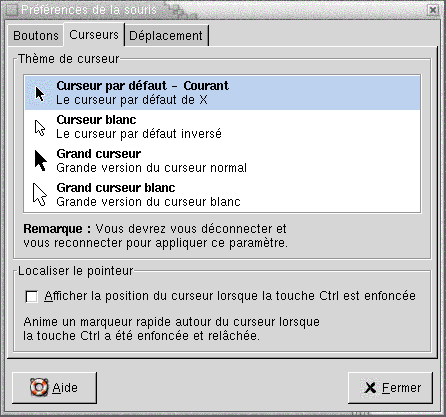 Préférences de la souris
Boutons Curseurs Déplacement
Thème de curseur
Curseur par défaut - Courant
Le curseur par défaut de X
Curseur blanc
Le curseur par défaut inversé
Grand curseur
Grande version du curseur normal
Grand curseur blanc
Grande version du curseur blanc
Remarque : Vous devrez vous déconnecter et
vous reconnecter pour appliquer ce paramètre.
Localiser le pointeur
Afficher la position du curseur lorsque la touche Ctrl est enfoncée
Anime un marqueur rapide autour du curseur lorsque
la touche Ctrl a été enfoncée et relâchée.
Aide Fermer